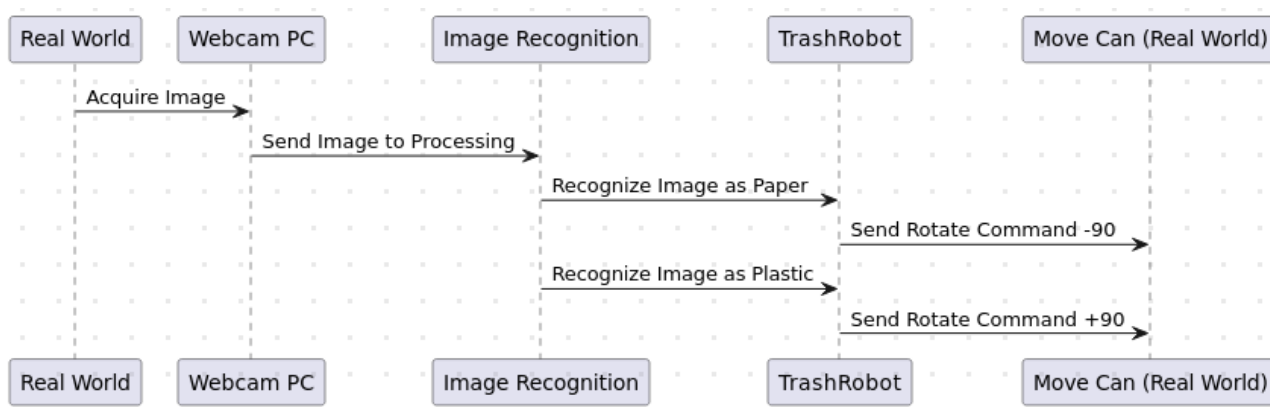 Real World
Webcam PC
Image Recognition
TrashRobot
Move Can (Real World)
Acquire Image
Send Image to Processing
Recognize Image as Paper
Send Rotate Command -90
Recognize Image as Plastic
Send Rotate Command +90
Real World
Webcam PC
Image Recognition
TrashRobot
Move Can (Real World)